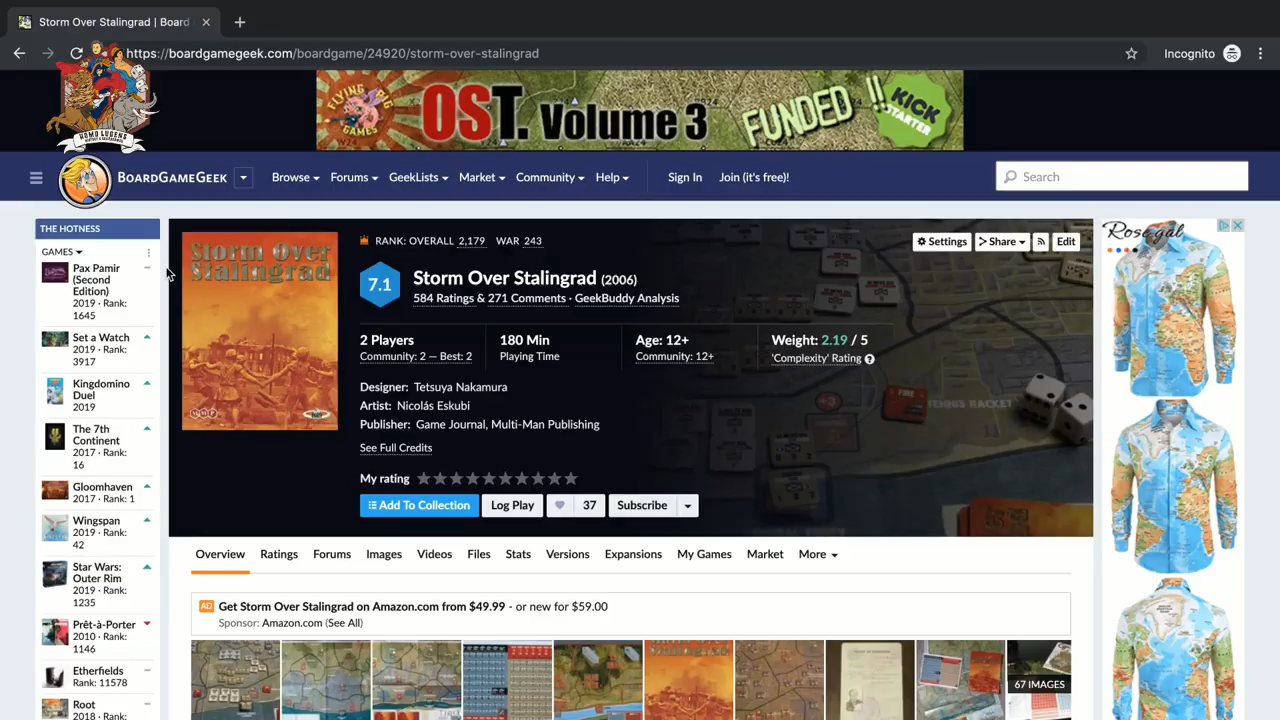 Storm Over Stalingrad | Board
https://boardgamegeek.com/boardgame/24920/storm-over-stalingrad
Incognito
HOMO LUDENS
FLYING PIG GAMES
OST. Volume 3
FUNDED!!
KICK STARTER
BOARDGAMEGEEK
Browse
Forums
GeekLists
Market
Community
Help
Sign In
Join (it's free!)
Search
THE HOTNESS
GAMES
Pax Pamir
(Second
Edition)
2019 · Rank:
1645
Set a Watch
2019 · Rank:
3917
Kingdomino
Duel
2019
The 7th
Continent
2017 · Rank:
16
Gloomhaven
2017 · Rank: 1
Wingspan
2019 · Rank:
42
Star Wars:
Outer Rim
2019 · Rank:
1235
Prêt-à-Porter
2010 · Rank:
1146
Etherfields
Rank: 11578
Root
2018 · Rank:
Storm Over
Stalingrad
RANK: OVERALL 2,179 WAR 243
Settings
Share
Edit
7.1
Storm Over Stalingrad (2006)
584 Ratings & 271 Comments · GeekBuddy Analysis
2 Players
Community: 2 — Best: 2
180 Min
Playing Time
Age: 12+
Community: 12+
Weight: 2.19 / 5
'Complexity' Rating
Designer: Tetsuya Nakamura
Artist: Nicolás Eskubi
Publisher: Game Journal, Multi-Man Publishing
See Full Credits
My rating
Add To Collection
Log Play
37
Subscribe
FIRE
Overview
Ratings
Forums
Images
Videos
Files
Stats
Versions
Expansions
My Games
Market
More
AD Get Storm Over Stalingrad on Amazon.com from $49.99 - or new for $59.00
Sponsor: Amazon.com (See All)
Stalingrad
67 IMAGES
Rosegal